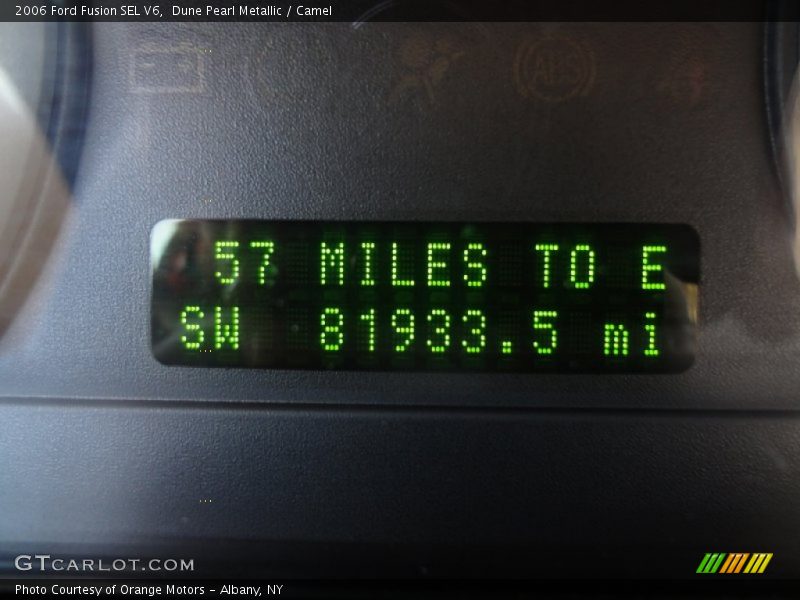 2006 Ford Fusion SEL V6,  Dune Pearl Metallic / Camel
ABS
57 MILES TO E
SW 81933.5 mi
GTCARLOT.COM
Photo Courtesy of Orange Motors - Albany, NY